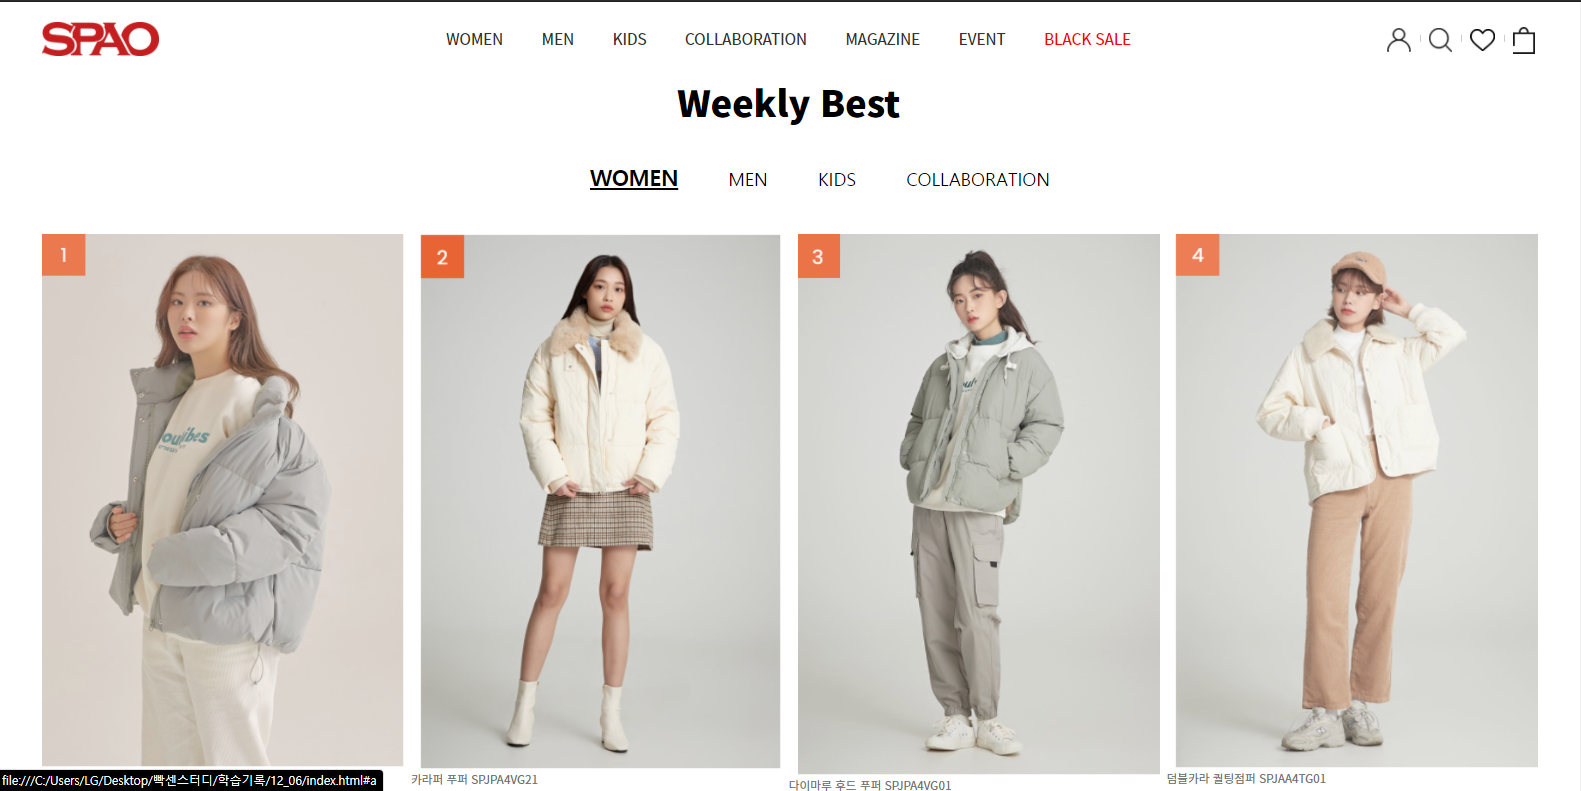 SPAO
WOMEN MEN KIDS COLLABORATION MAGAZINE EVENT BLACK SALE
Weekly Best
WOMEN MEN KIDS COLLABORATION
1
2
3
4
file:///C:/Users/LG/Desktop/빡센스터디/학습기록/12_06/index.html#a
카라퍼 푸퍼 SPJPA4VG21
다이마루 후드 푸퍼 SPJPA4VG01
덤블카라 퀼팅점퍼 SPJAA4TG01